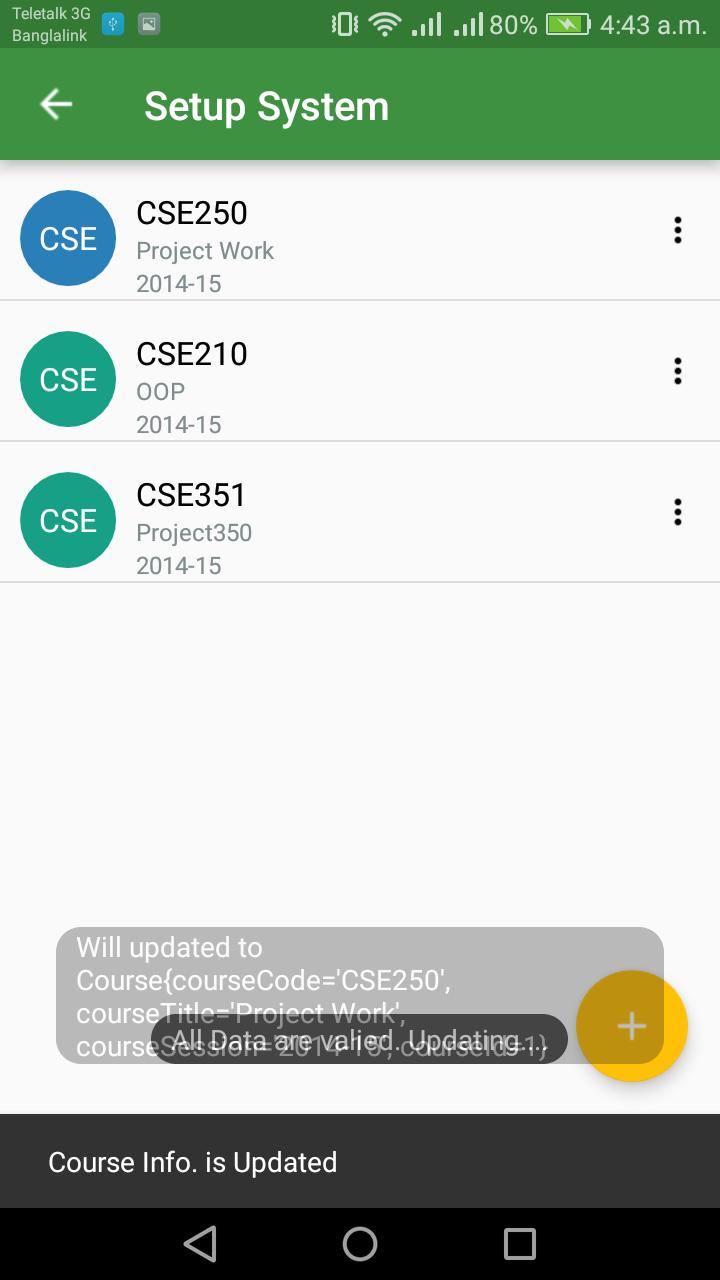 Teletalk 3G
Banglalink
80% 4:43 a.m.
Setup System
CSE
CSE250
Project Work
2014-15
CSE
CSE210
OOP
2014-15
CSE
CSE351
Project350
2014-15
Will updated to
Course{courseCode='CSE250',
courseTitle='Project Work',
courseSession='2014-15', courseId=1}
All Data are valied. Updating....
+
Course Info. is Updated